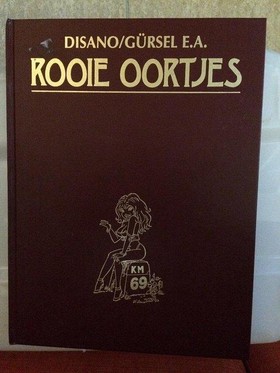 DISANO/GÜRSEL E.A.
ROOIE OORTJES
KM
69